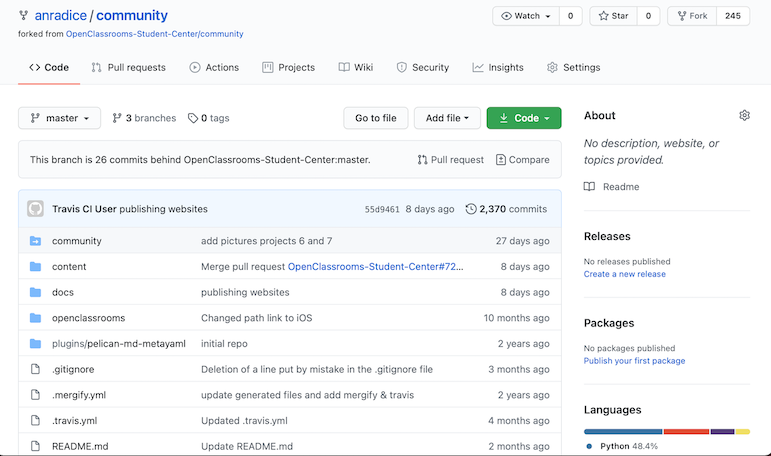 anradice / community
Watch 0
Star 0
Fork 245
forked from OpenClassrooms-Student-Center/community
Code
Pull requests
Actions
Projects
Wiki
Security
Insights
Settings
master
3 branches
0 tags
Go to file
Add file
Code
This branch is 26 commits behind OpenClassrooms-Student-Center:master.
Pull request
Compare
Travis CI User publishing websites 55d9461 8 days ago 2,370 commits
community add pictures projects 6 and 7 27 days ago
content Merge pull request OpenClassrooms-Student-Center#72... 8 days ago
docs publishing websites 8 days ago
openclassrooms Changed path link to iOS 10 months ago
plugins/pelican-md-metayaml initial repo 2 years ago
.gitignore Deletion of a line put by mistake in the .gitignore file 3 months ago
.mergify.yml update generated files and add mergify & travis 2 years ago
.travis.yml Updated .travis.yml 4 months ago
README.md Update README.md 2 months ago
About
No description, website, or
topics provided.
Readme
Releases
No releases published
Create a new release
Packages
No packages published
Publish your first package
Languages
Python 48.4%